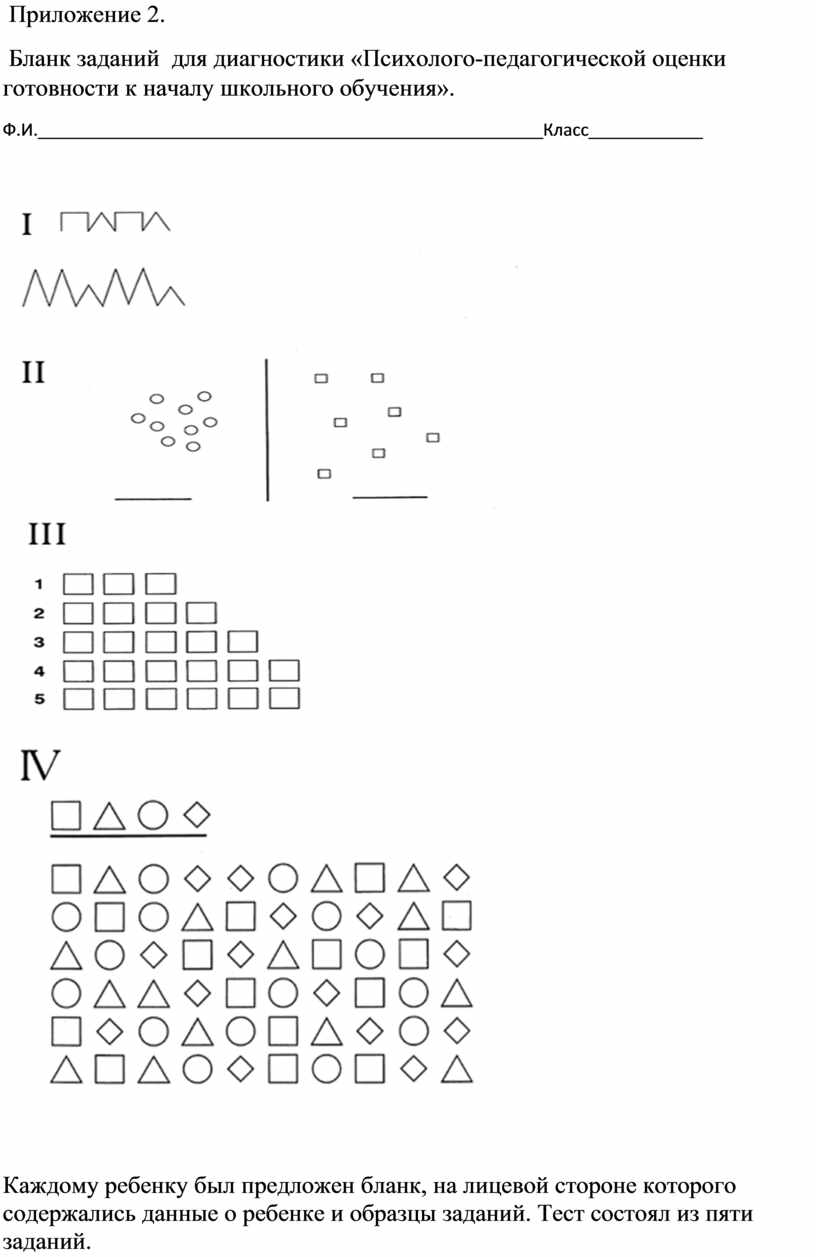 Приложение 2.
Бланк заданий для диагностики «Психолого-педагогической оценки
готовности к началу школьного обучения».
Ф.И.______________________________________________Класс___________
I
II
III
1
2
3
4
5
IV
Каждому ребенку был предложен бланк, на лицевой стороне которого
содержались данные о ребенке и образцы заданий. Тест состоял из пяти
заданий.